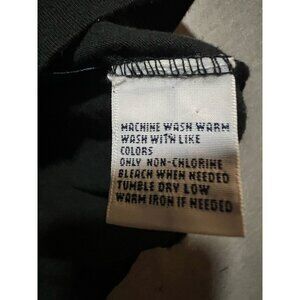 MACHINE WASH WARM
WASH WITH LIKE
COLORS
ONLY NON-CHLORINE
BLEACH WHEN NEEDED
TUMBLE DRY LOW
WARM IRON IF NEEDED